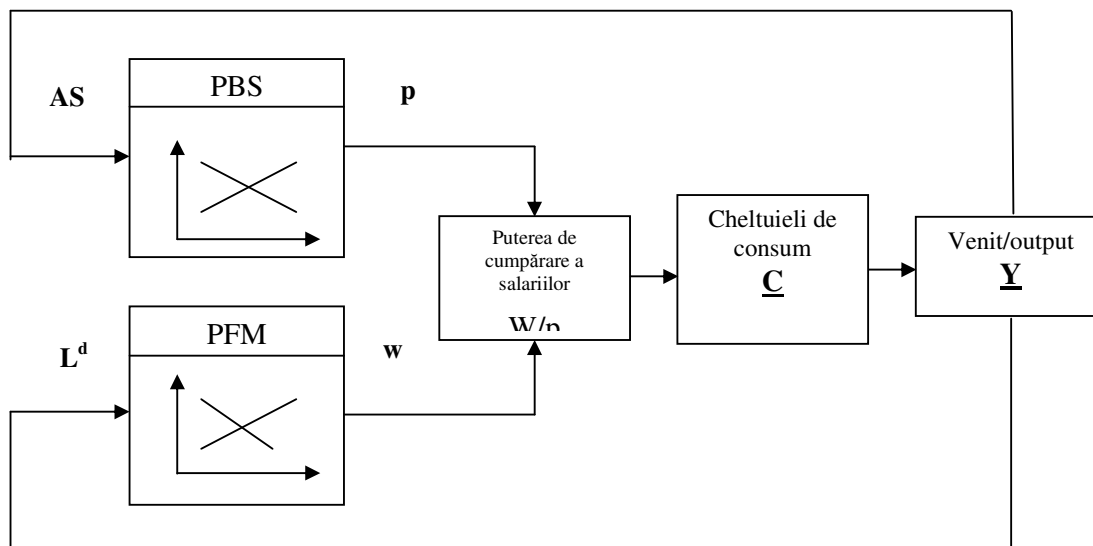 PBS
AS
p
Puterea de
cumpărare a
salariilor
W/p
Cheltuieli de
consum
C
Venit/output
Y
PFM
L^d
w